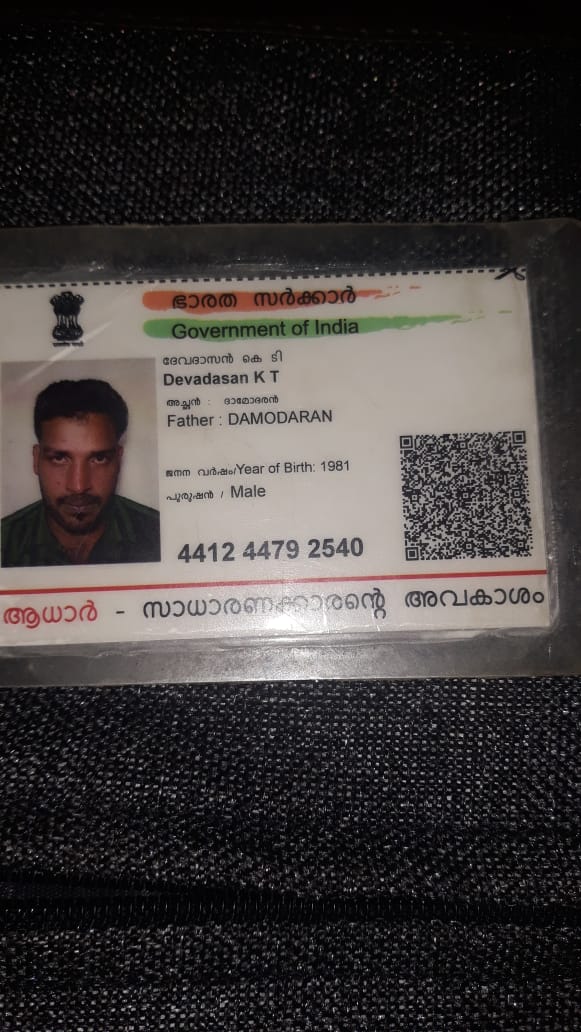 ഭാരത സർക്കാർ
Government of India
ദേവദാസൻ കെ ടി
Devadasan K T
അച്ഛൻ : ദാമോദരൻ
Father : DAMODARAN
ജനന വർഷം/Year of Birth: 1981
പുരുഷൻ / Male
4412 4479 2540
ആധാർ - സാധാരണക്കാരന്റെ അവകാശം